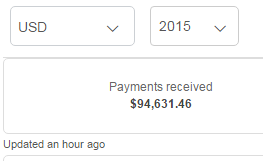 USD 2015
Payments received
$94,631.46
Updated an hour ago